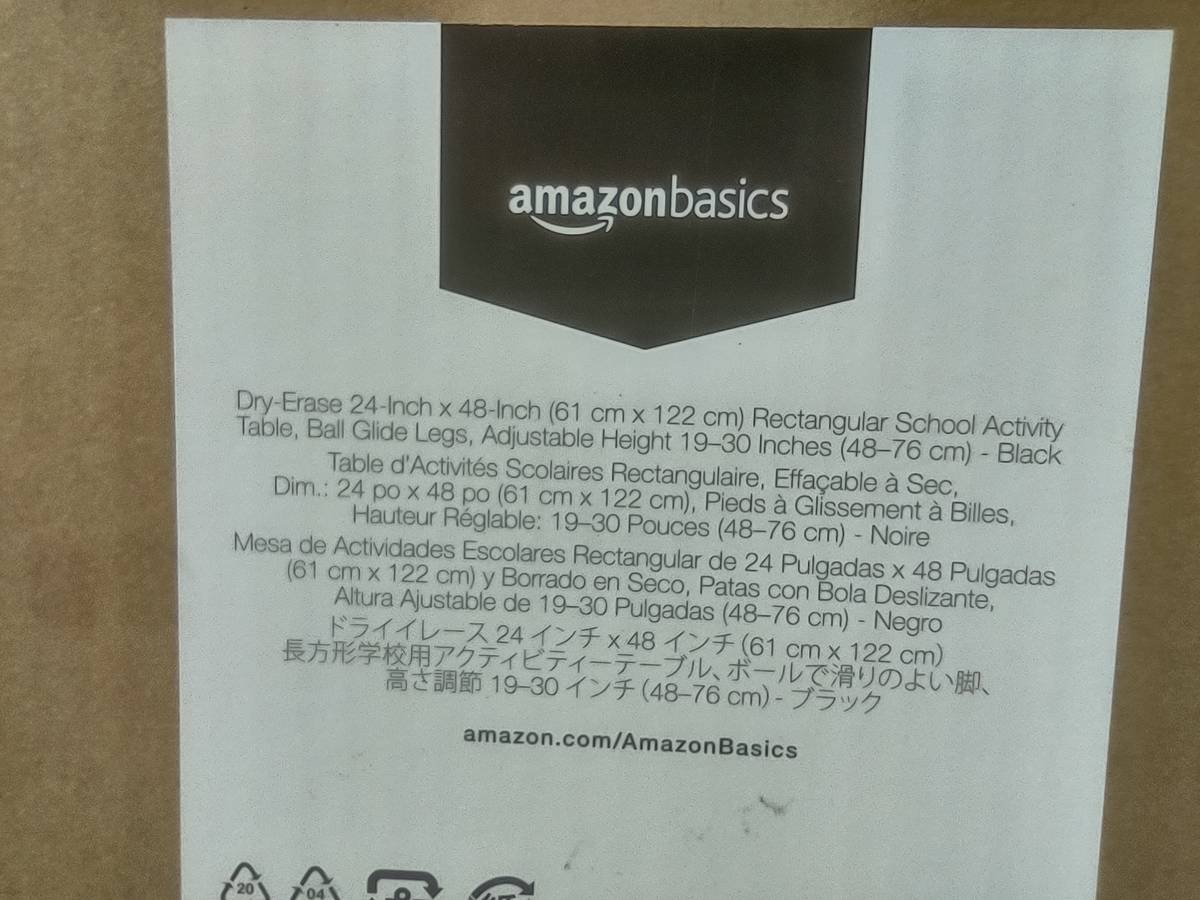 amazonbasics
Dry-Erase 24-Inch x 48-Inch (61 cm x 122 cm) Rectangular School Activity
Table, Ball Glide Legs, Adjustable Height 19–30 Inches (48–76 cm) - Black
Table d'Activités Scolaires Rectangulaire, Effaçable à Sec,
Dim.: 24 po x 48 po (61 cm x 122 cm), Pieds à Glissement à Billes,
Hauteur Réglable: 19–30 Pouces (48–76 cm) - Noire
Mesa de Actividades Escolares Rectangular de 24 Pulgadas x 48 Pulgadas
(61 cm x 122 cm) y Borrado en Seco, Patas con Bola Deslizante,
Altura Ajustable de 19–30 Pulgadas (48–76 cm) - Negro
ドライイレース 24 インチ x 48 インチ (61 cm x 122 cm)
長方形学校用アクティビティーテーブル、ボールで滑りのよい脚、
高さ調節 19–30 インチ (48–76 cm) - ブラック
amazon.com/AmazonBasics
20 04